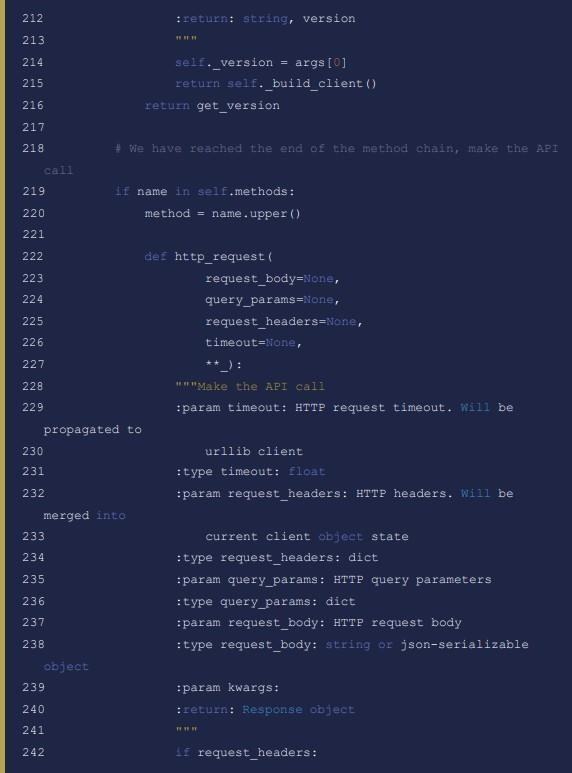 212                 :return: string, version
213                 """
214                 self._version = args[0]
215                 return self._build_client()
216             return get_version
217
218         # We have reached the end of the method chain, make the API
call
219         if name in self.methods:
220             method = name.upper()
221
222             def http_request(
223                     request_body=None,
224                     query_params=None,
225                     request_headers=None,
226                     timeout=None,
227                     **_):
228                 """Make the API call
229                 :param timeout: HTTP request timeout. Will be
propagated to
230                     urllib client
231                 :type timeout: float
232                 :param request_headers: HTTP headers. Will be
merged into
233                     current client object state
234                 :type request_headers: dict
235                 :param query_params: HTTP query parameters
236                 :type query_params: dict
237                 :param request_body: HTTP request body
238                 :type request_body: string or json-serializable
object
239                 :param kwargs:
240                 :return: Response object
241                 """
242                 if request_headers: